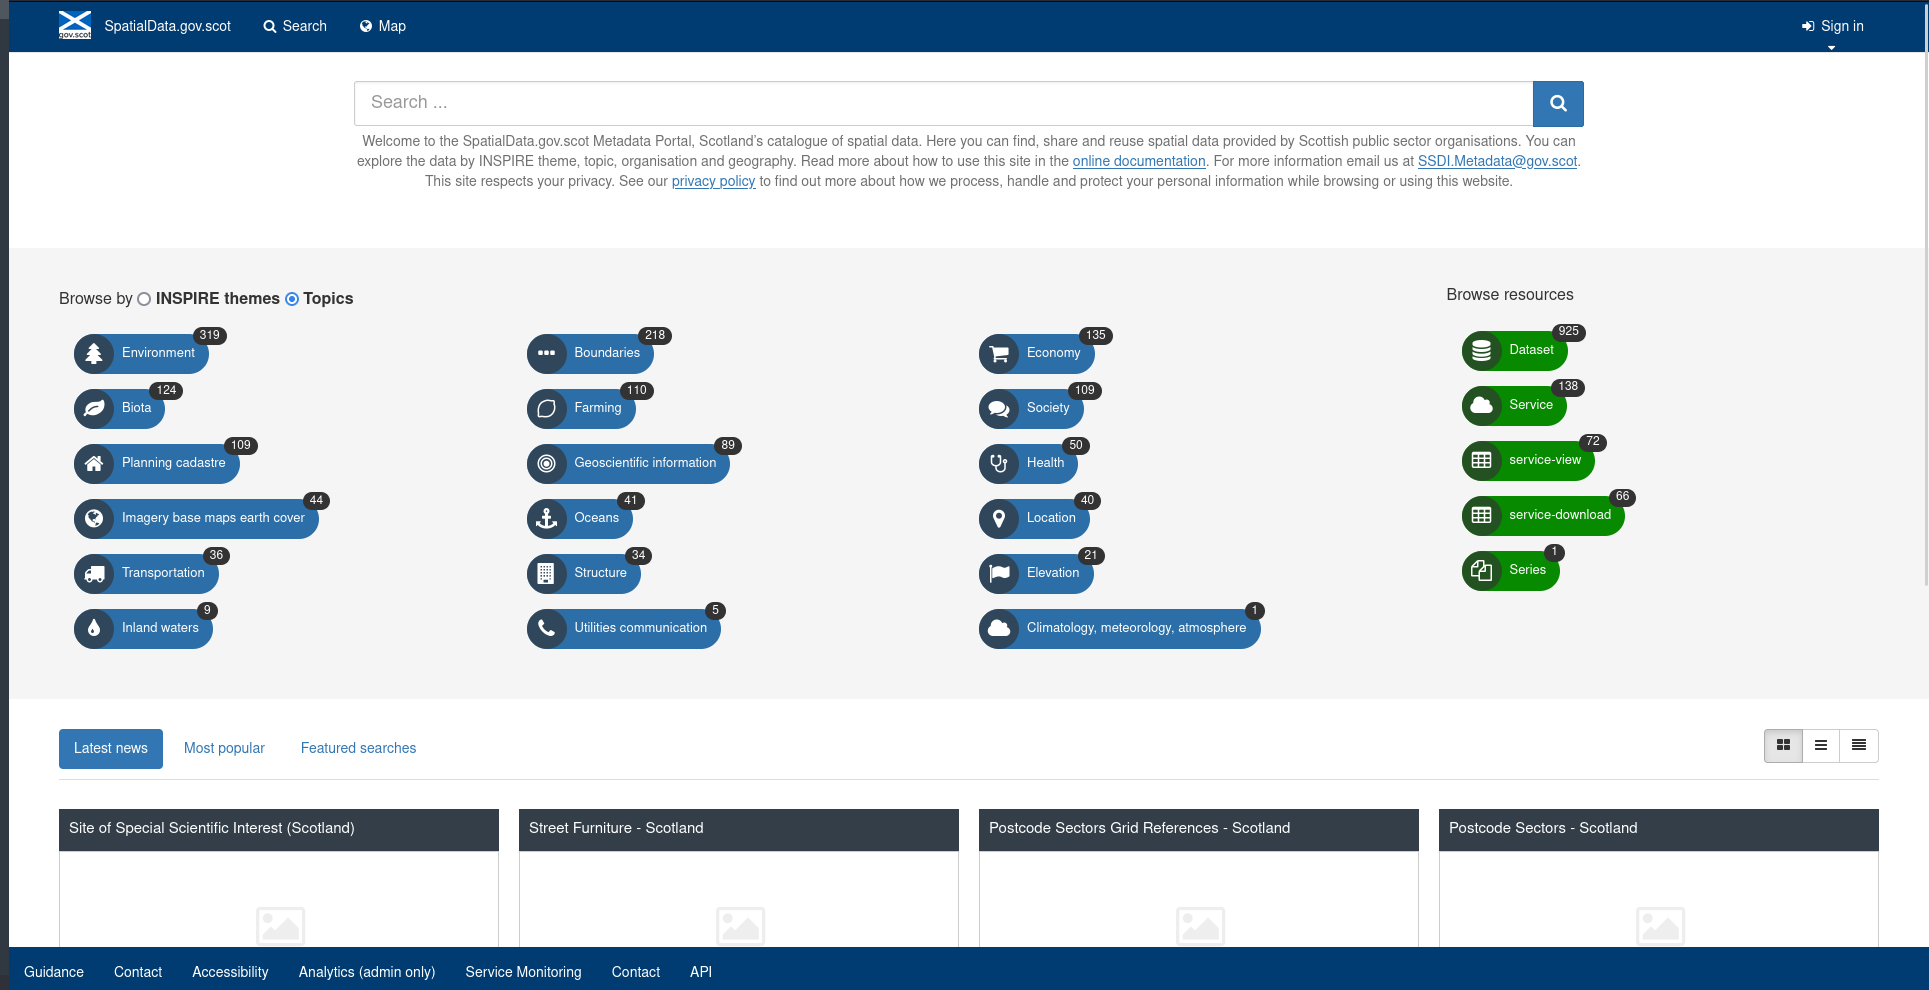 gov.scot
SpatialData.gov.scot
Search
Map
Sign in
Search ...
Welcome to the SpatialData.gov.scot Metadata Portal, Scotland's catalogue of spatial data. Here you can find, share and reuse spatial data provided by Scottish public sector organisations. You can
explore the data by INSPIRE theme, topic, organisation and geography. Read more about how to use this site in the online documentation. For more information email us at SSDI.Metadata@gov.scot.
This site respects your privacy. See our privacy policy to find out more about how we process, handle and protect your personal information while browsing or using this website.
Browse by INSPIRE themes Topics
Environment 319
Boundaries 218
Economy 135
Biota 124
Farming 110
Society 109
Planning cadastre 109
Geoscientific information 89
Health 50
Imagery base maps earth cover 44
Oceans 41
Location 40
Transportation 36
Structure 34
Elevation 21
Inland waters 9
Utilities communication 5
Climatology, meteorology, atmosphere 1
Browse resources
Dataset 925
Service 138
service-view 72
service-download 66
Series 1
Latest news
Most popular
Featured searches
Site of Special Scientific Interest (Scotland)
Street Furniture - Scotland
Postcode Sectors Grid References - Scotland
Postcode Sectors - Scotland
Guidance
Contact
Accessibility
Analytics (admin only)
Service Monitoring
Contact
API